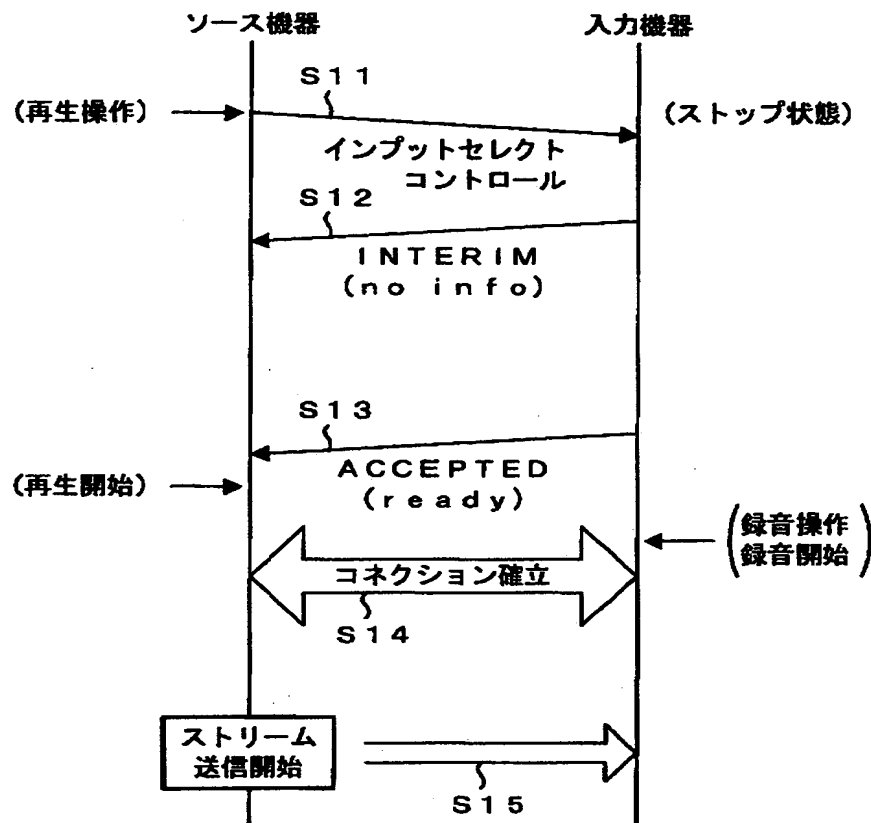 ソース機器
入力機器
S11
(再生操作)
(ストップ状態)
インプットセレクト
コントロール
S12
INTERIM
(no info)
S13
ACCEPTED
(ready)
(再生開始)
(録音操作
録音開始)
コネクション確立
S14
ストリーム
送信開始
S15